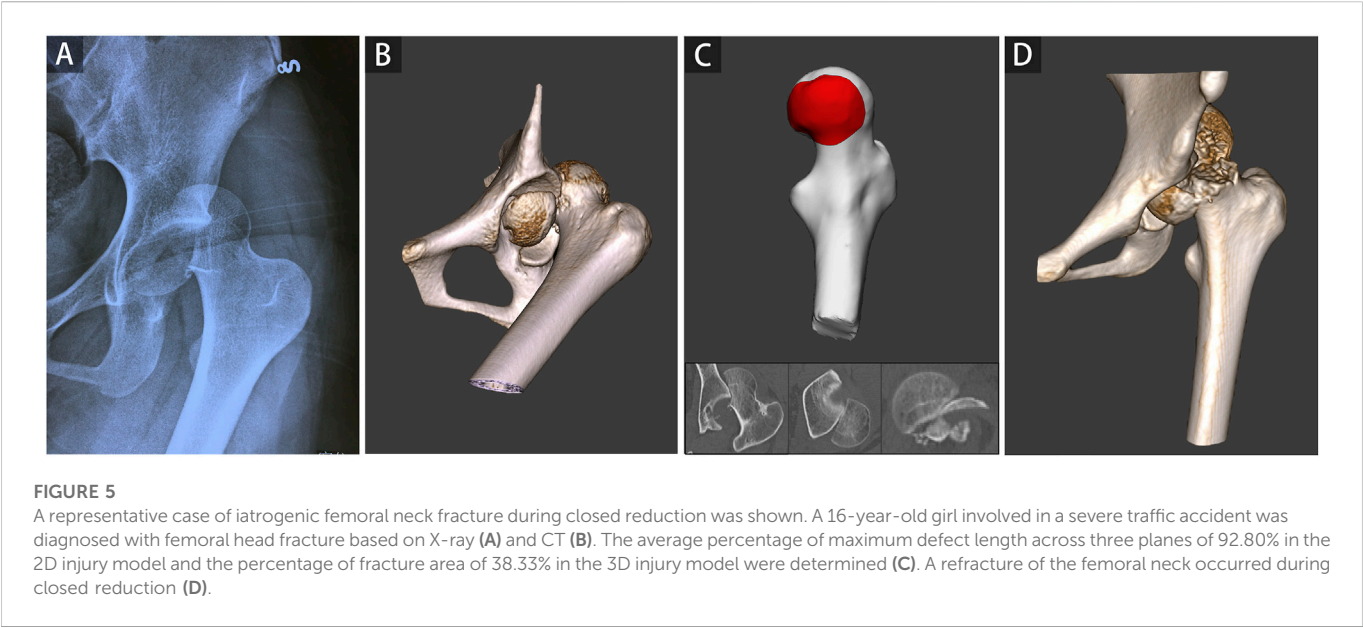 A
B
C
D
FIGURE 5
A representative case of iatrogenic femoral neck fracture during closed reduction was shown. A 16-year-old girl involved in a severe traffic accident was
diagnosed with femoral head fracture based on X-ray (A) and CT (B). The average percentage of maximum defect length across three planes of 92.80% in the
2D injury model and the percentage of fracture area of 38.33% in the 3D injury model were determined (C). A refracture of the femoral neck occurred during
closed reduction (D).